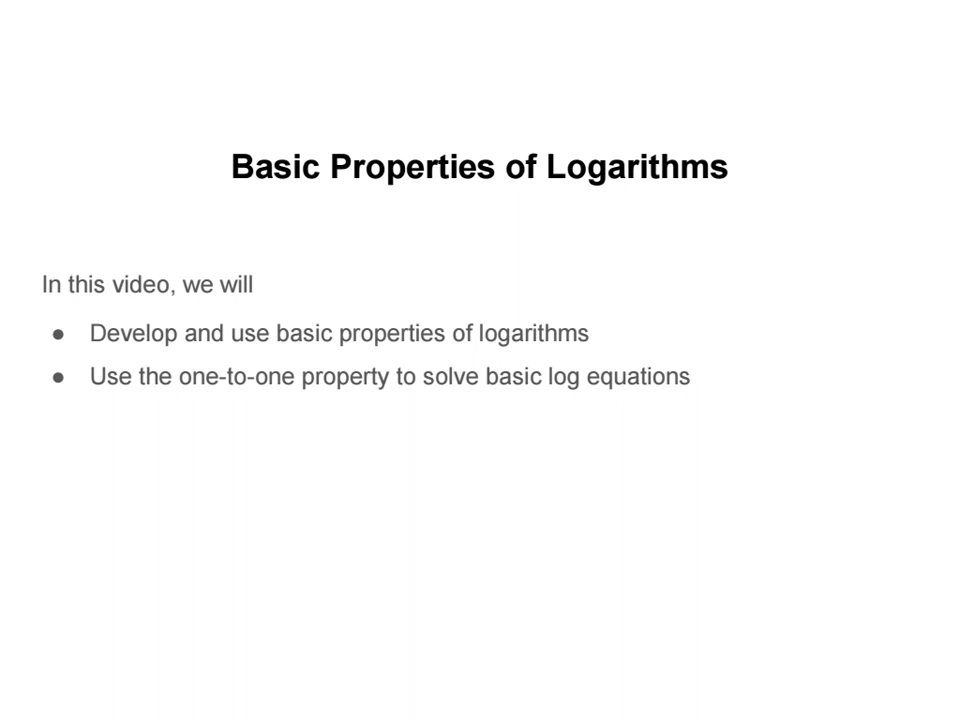 Basic Properties of Logarithms
In this video, we will
● Develop and use basic properties of logarithms
● Use the one-to-one property to solve basic log equations